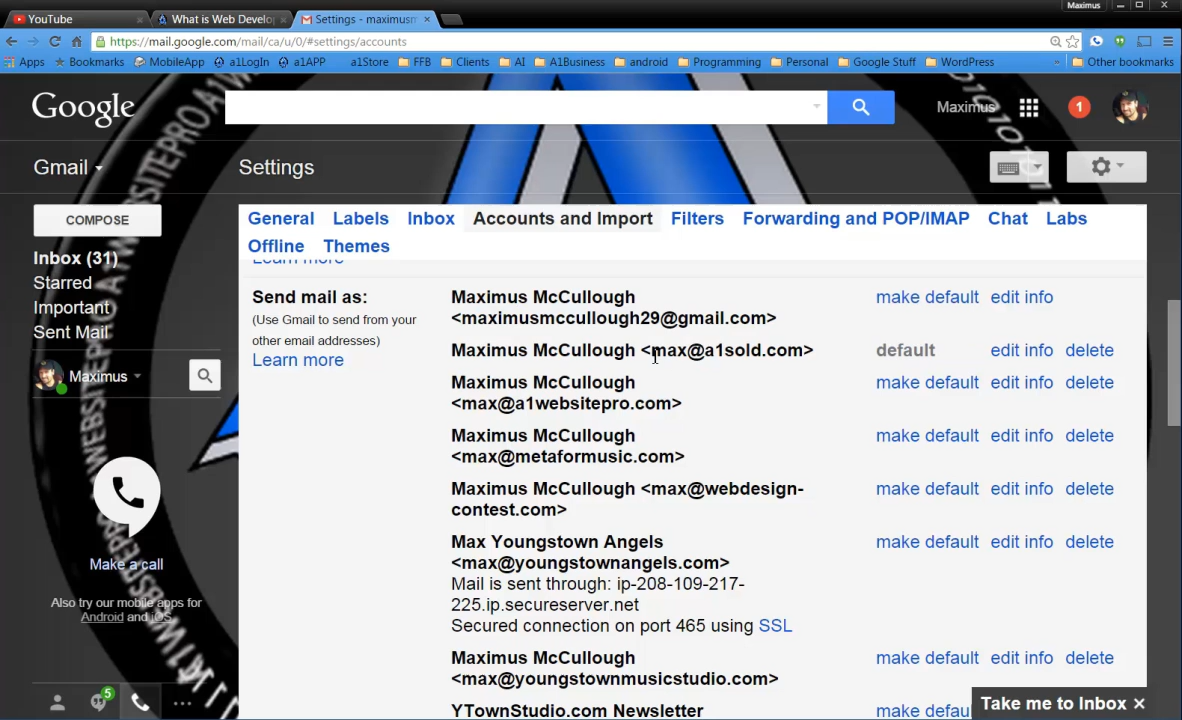 Maximus
YouTube
What is Web Develo
Settings - maximusm
https://mail.google.com/mail/ca/u/0/#settings/accounts
Apps Bookmarks MobileApp a1LogIn a1APP a1Store FFB Clients AI A1Business android Programming Personal Google Stuff WordPress » Other bookmarks
Google
Maximus
1
Gmail
Settings
COMPOSE
Inbox (31)
Starred
Important
Sent Mail
Maximus
Make a call
Also try our mobile apps for
Android and iOS
5
General Labels Inbox Accounts and Import Filters Forwarding and POP/IMAP Chat Labs
Offline Themes
Learn more
Send mail as:
(Use Gmail to send from your
other email addresses)
Learn more
Maximus McCullough make default edit info
<maximusmccullough29@gmail.com>
Maximus McCullough <max@a1sold.com> default edit info delete
Maximus McCullough make default edit info delete
<max@a1websitepro.com>
Maximus McCullough make default edit info delete
<max@metaformusic.com>
Maximus McCullough <max@webdesign- make default edit info delete
contest.com>
Max Youngstown Angels make default edit info delete
<max@youngstownangels.com>
Mail is sent through: ip-208-109-217-
225.ip.secureserver.net
Secured connection on port 465 using SSL
Maximus McCullough make default edit info delete
<max@youngstownmusicstudio.com>
YTownStudio.com Newsletter make default edit info delete
Take me to Inbox ×